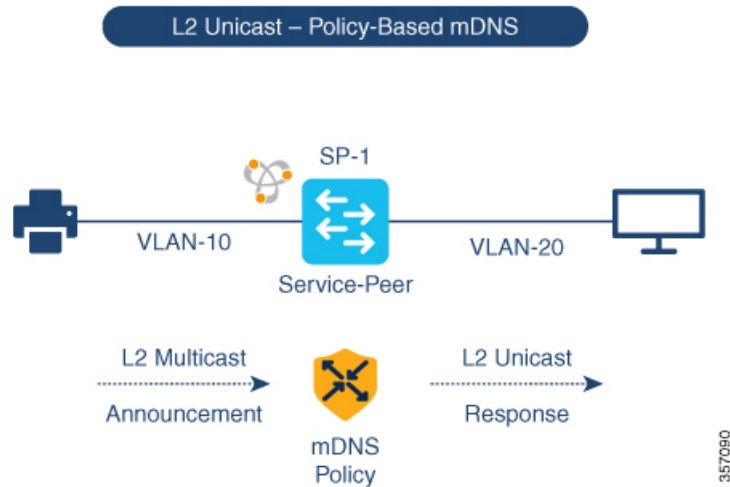 L2 Unicast – Policy-Based mDNS
SP-1
VLAN-10
VLAN-20
Service-Peer
L2 Multicast
Announcement
mDNS
Policy
L2 Unicast
Response
357090